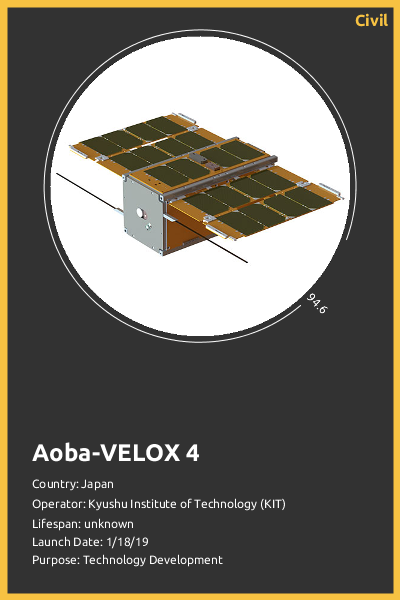 Civil
94.6
Aoba-VELOX 4
Country: Japan
Operator: Kyushu Institute of Technology (KIT)
Lifespan: unknown
Launch Date: 1/18/19
Purpose: Technology Development